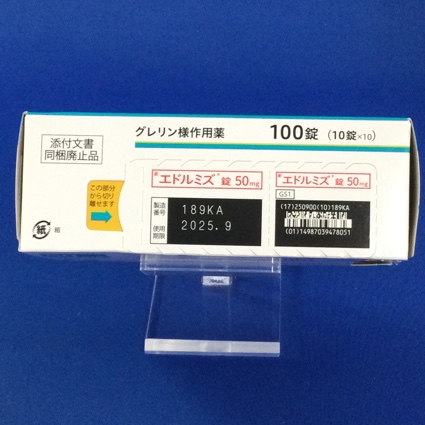 添付文書
同梱廃止品
グレリン様作用薬
100錠 (10錠×10)
この部分
から切り
離せます
エドルミズ®錠 50mg
製造
番号
189KA
使用
期限
2025.9
エドルミズ®錠 50mg
GS1
(17)250900(10)189KA
(01)14987039478051
紙
箱